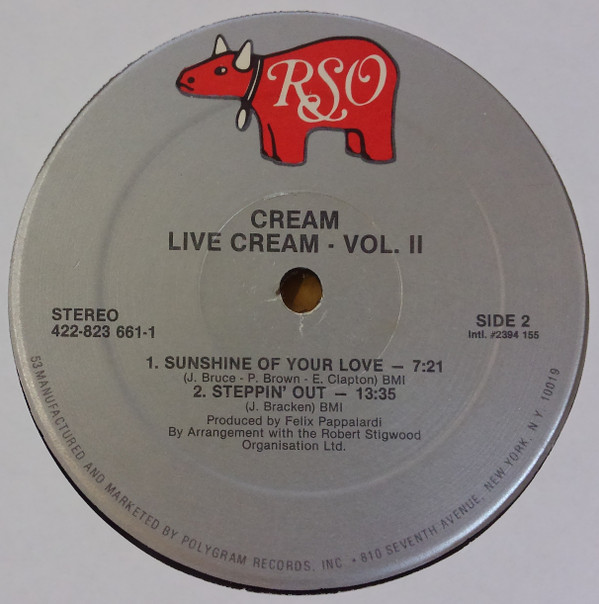 RSO
CREAM
LIVE CREAM - VOL. II
STEREO
422-823 661-1
SIDE 2
Intl. #2394 155
1. SUNSHINE OF YOUR LOVE — 7:21
(J. Bruce - P. Brown - E. Clapton) BMI
2. STEPPIN' OUT — 13:35
(J. Bracken) BMI
Produced by Felix Pappalardi
By Arrangement with the Robert Stigwood
Organisation Ltd.
53 MANUFACTURED AND MARKETED BY POLYGRAM RECORDS, INC. • 810 SEVENTH AVENUE, NEW YORK, N.Y. 10019